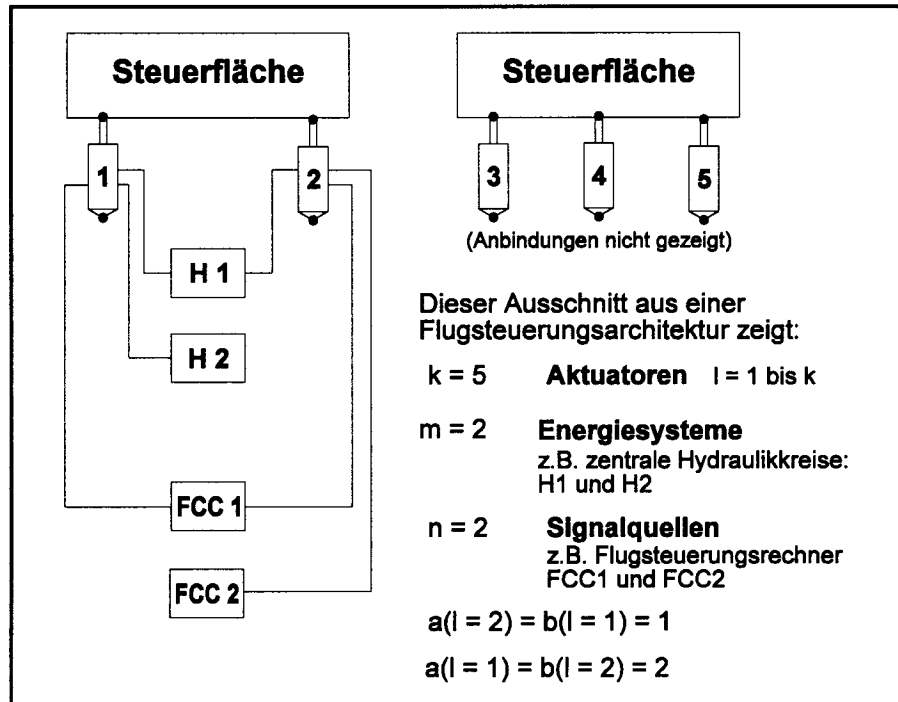 Steuerfläche
1
2
H 1
H 2
FCC 1
FCC 2
Steuerfläche
3
4
5
(Anbindungen nicht gezeigt)
Dieser Ausschnitt aus einer
Flugsteuerungsarchitektur zeigt:
k = 5 Aktuatoren l = 1 bis k
m = 2 Energiesysteme
z.B. zentrale Hydraulikkreise:
H1 und H2
n = 2 Signalquellen
z.B. Flugsteuerungsrechner
FCC1 und FCC2
a(l = 2) = b(l = 1) = 1
a(l = 1) = b(l = 2) = 2